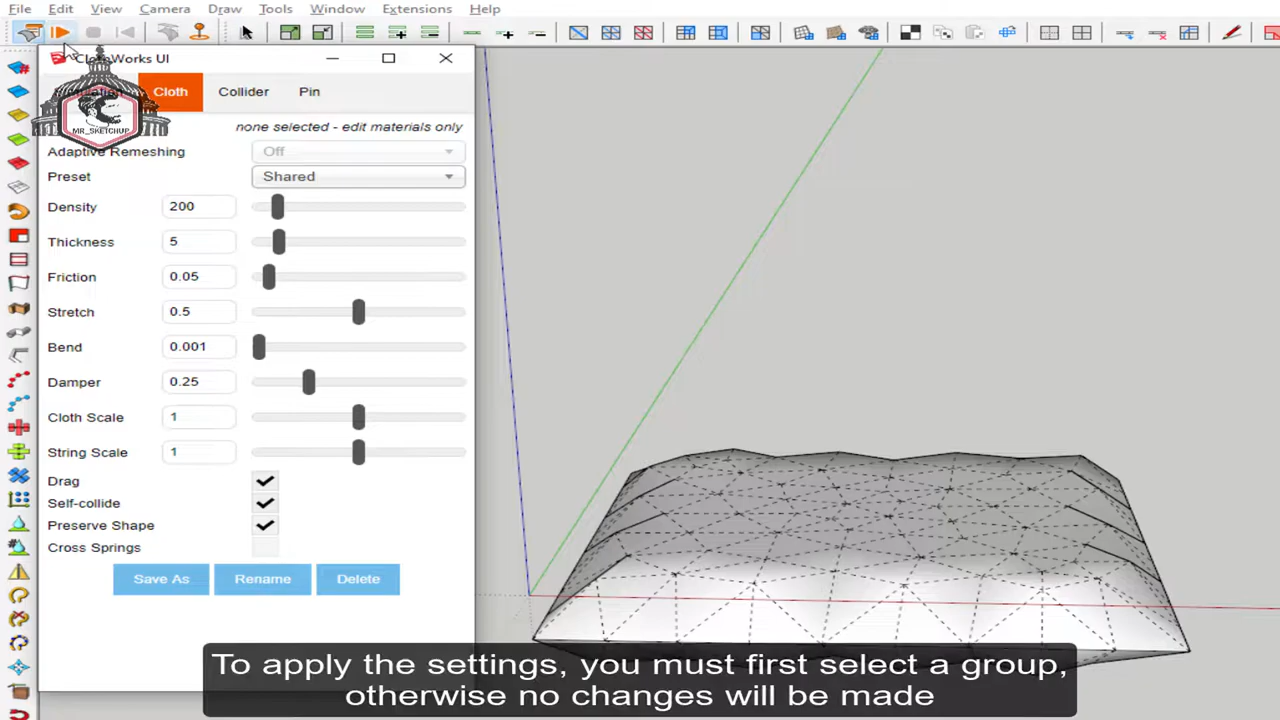 File Edit View Camera Draw Tools Window Extensions Help
ClothWorks UI
Cloth Collider Pin
MR_SKETCHUP
none selected - edit materials only
Adaptive Remeshing Off
Preset Shared
Density 200
Thickness 5
Friction 0.05
Stretch 0.5
Bend 0.001
Damper 0.25
Cloth Scale 1
String Scale 1
Drag
Self-collide
Preserve Shape
Cross Springs
Save As Rename Delete
To apply the settings, you must first select a group,
otherwise no changes will be made